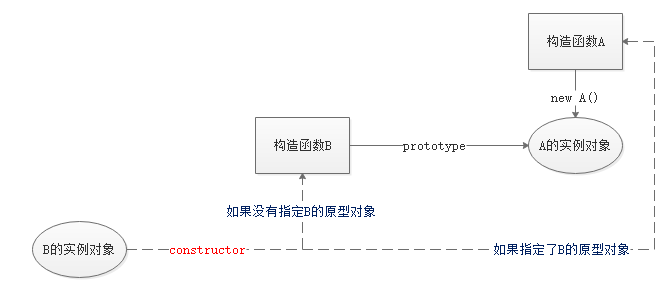 构造函数A
new A()
构造函数B
prototype
A的实例对象
如果没有指定B的原型对象
B的实例对象
constructor
如果指定了B的原型对象